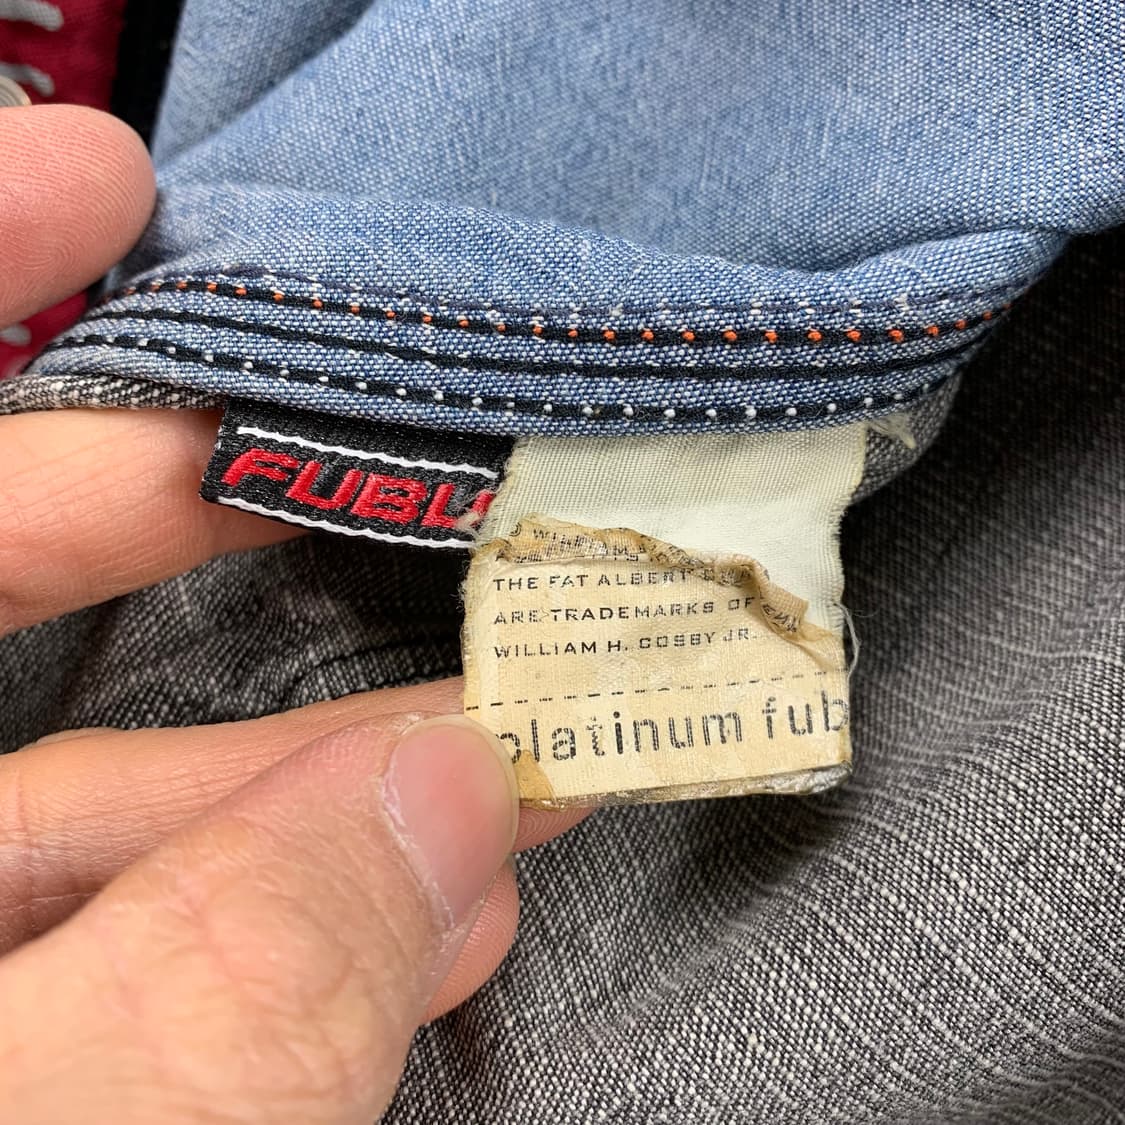 FUBU
THE FAT ALBERT
ARE TRADEMARKS OF
WILLIAM H. COSBY JR.
platinum fub